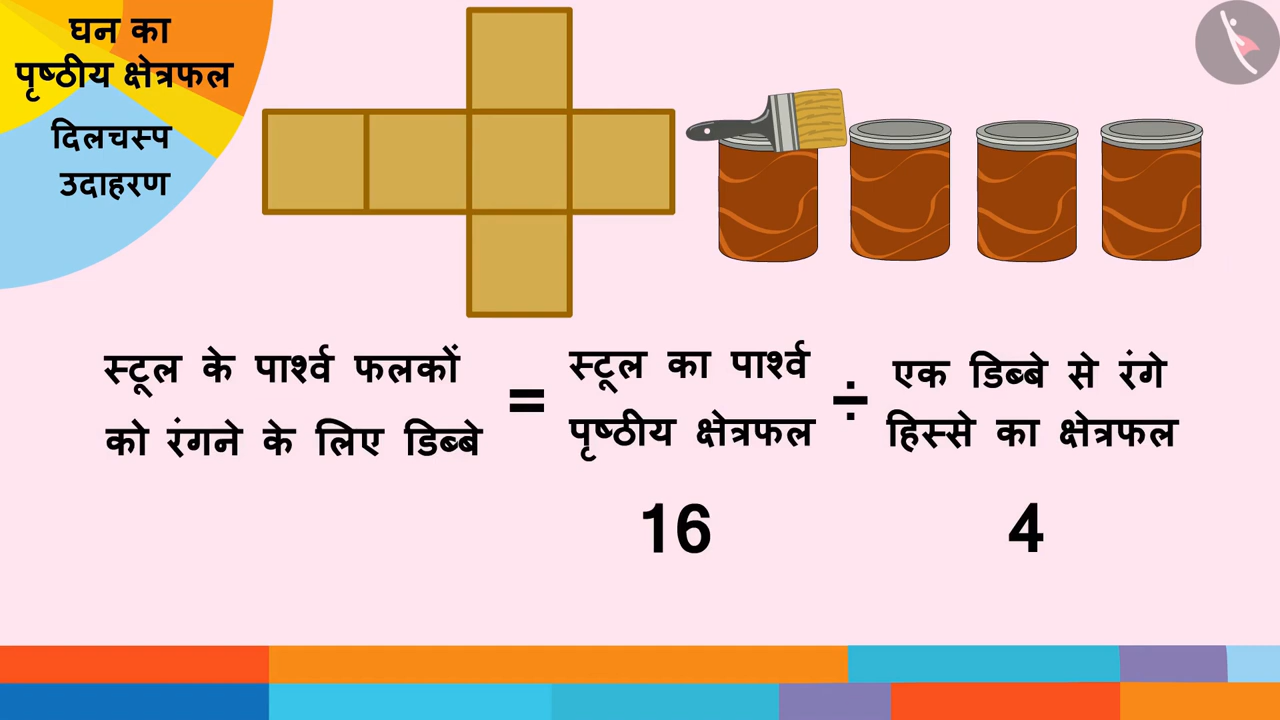 घन का
पृष्ठीय क्षेत्रफल
दिलचस्प
उदाहरण
स्टूल के पार्श्व फलकों
को रंगने के लिए डिब्बे
=
स्टूल का पार्श्व
पृष्ठीय क्षेत्रफल
÷
एक डिब्बे से रंगे
हिस्से का क्षेत्रफल
16
4